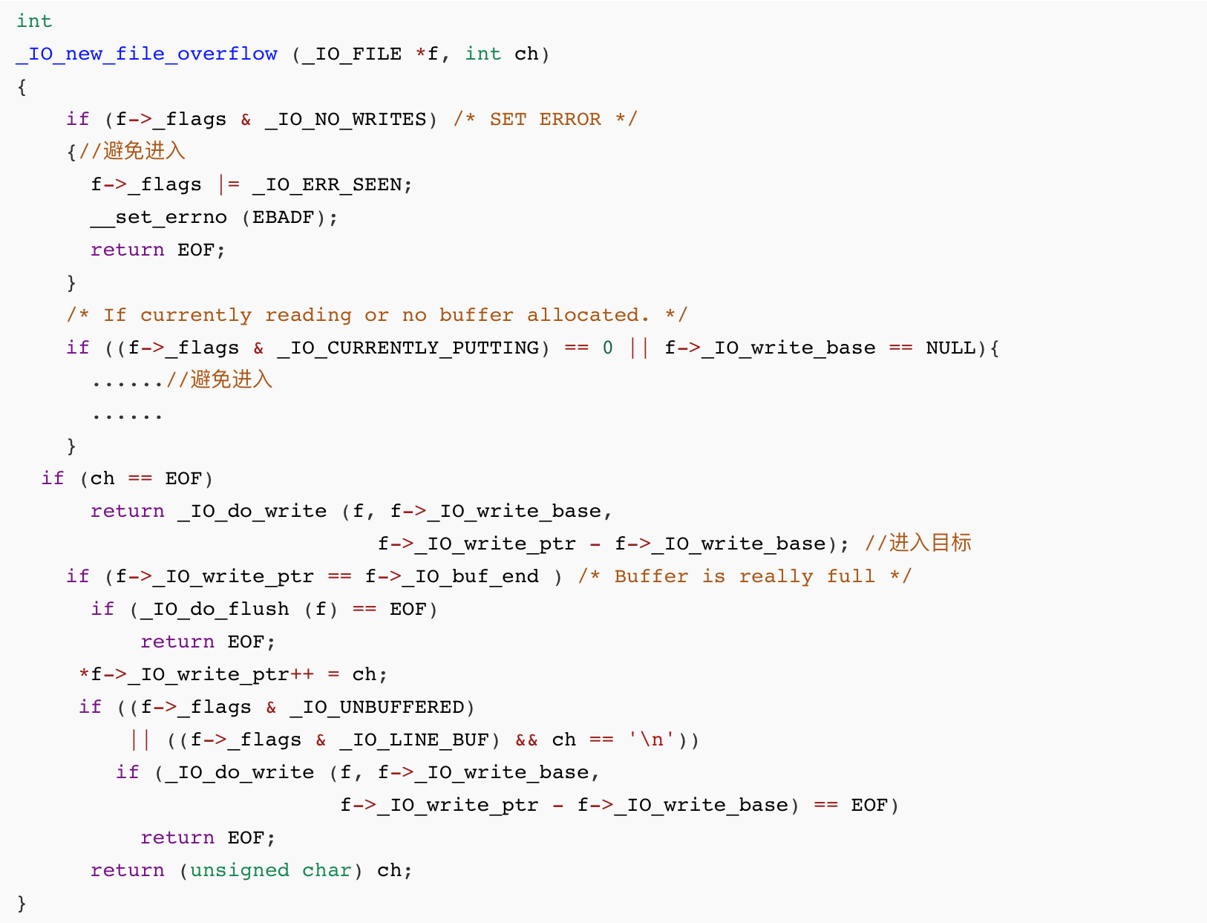 int
_IO_new_file_overflow (_IO_FILE *f, int ch)
{
    if (f->_flags & _IO_NO_WRITES) /* SET ERROR */
    {//避免进入
      f->_flags |= _IO_ERR_SEEN;
      __set_errno (EBADF);
      return EOF;
    }
    /* If currently reading or no buffer allocated. */
    if ((f->_flags & _IO_CURRENTLY_PUTTING) == 0 || f->_IO_write_base == NULL){
      ......//避免进入
      ......
    }
  if (ch == EOF)
      return _IO_do_write (f, f->_IO_write_base,
                             f->_IO_write_ptr - f->_IO_write_base); //进入目标
    if (f->_IO_write_ptr == f->_IO_buf_end ) /* Buffer is really full */
      if (_IO_do_flush (f) == EOF)
          return EOF;
     *f->_IO_write_ptr++ = ch;
     if ((f->_flags & _IO_UNBUFFERED)
         || ((f->_flags & _IO_LINE_BUF) && ch == '\n'))
        if (_IO_do_write (f, f->_IO_write_base,
                          f->_IO_write_ptr - f->_IO_write_base) == EOF)
          return EOF;
      return (unsigned char) ch;
}